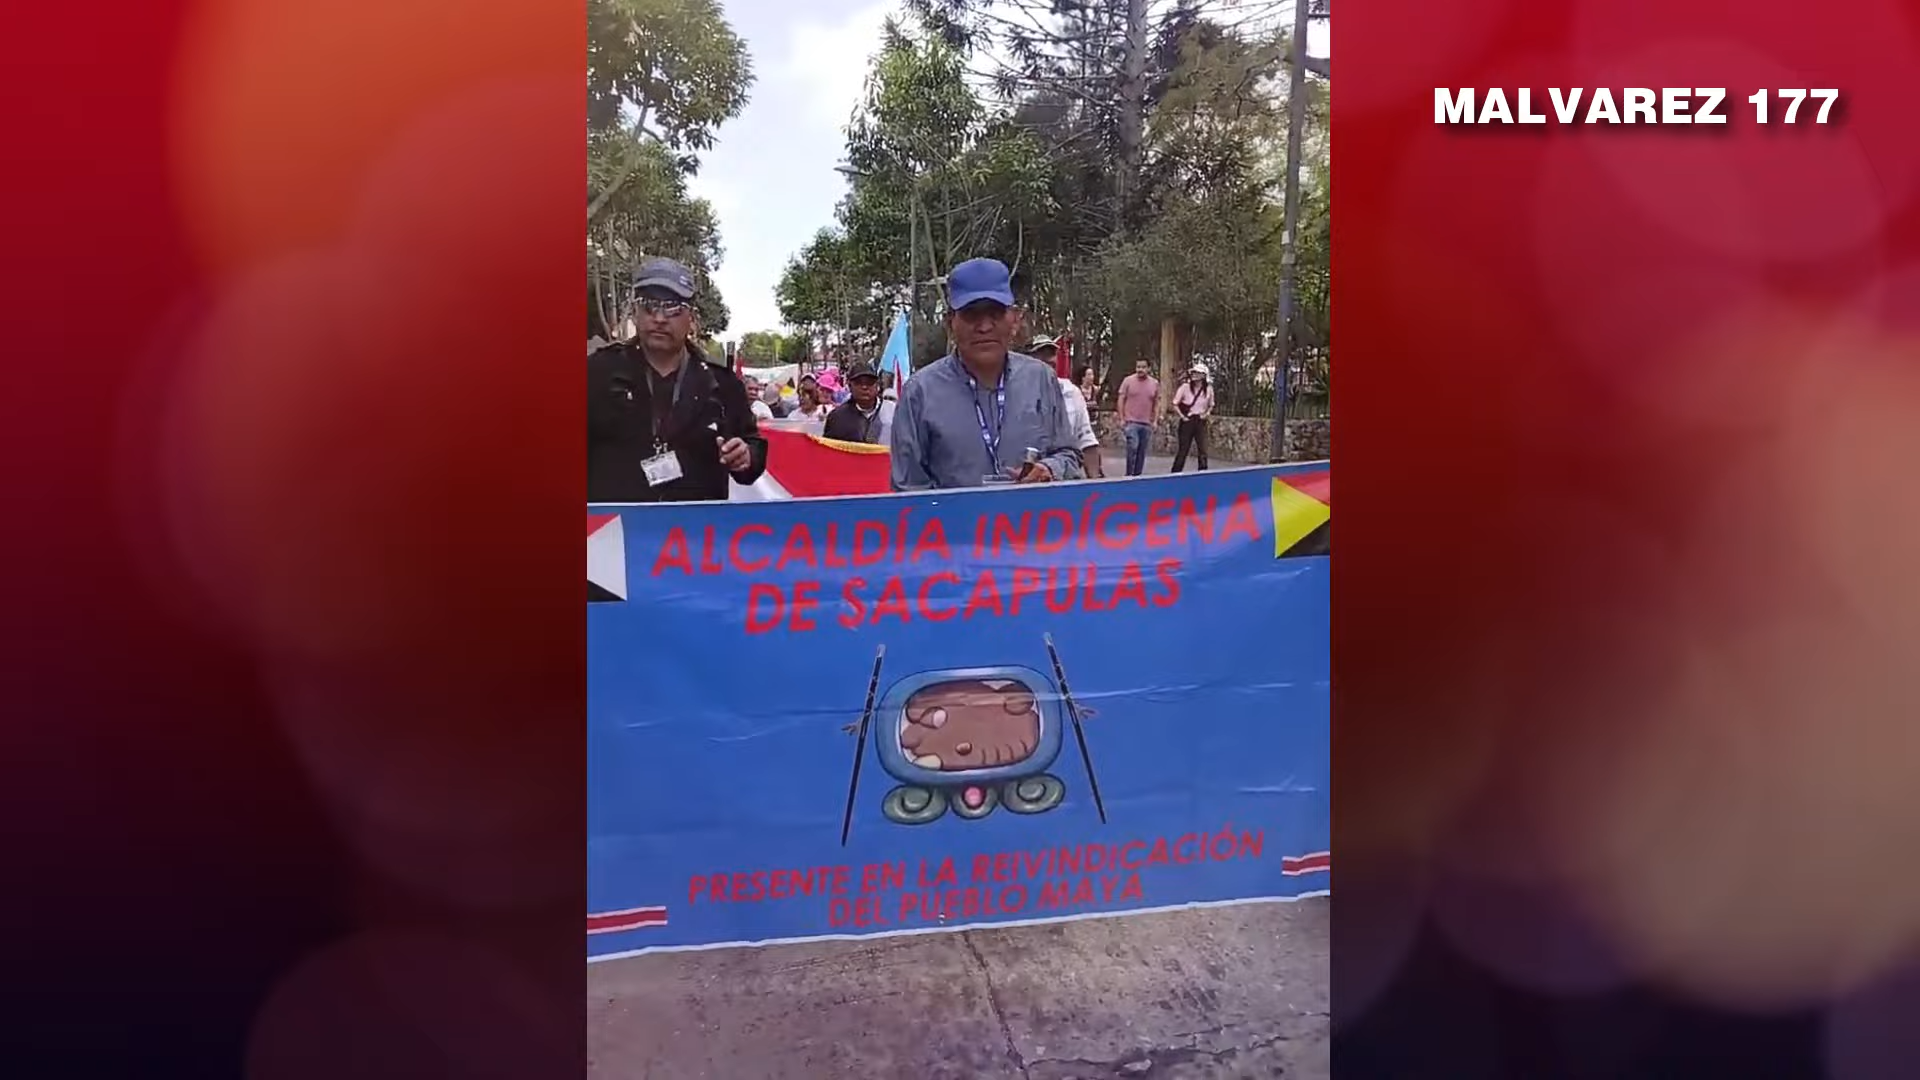 MALVAREZ 177
ALCALDÍA INDÍGENA
DE SACAPULAS
PRESENTE EN LA REIVINDICACIÓN
DEL PUEBLO MAYA